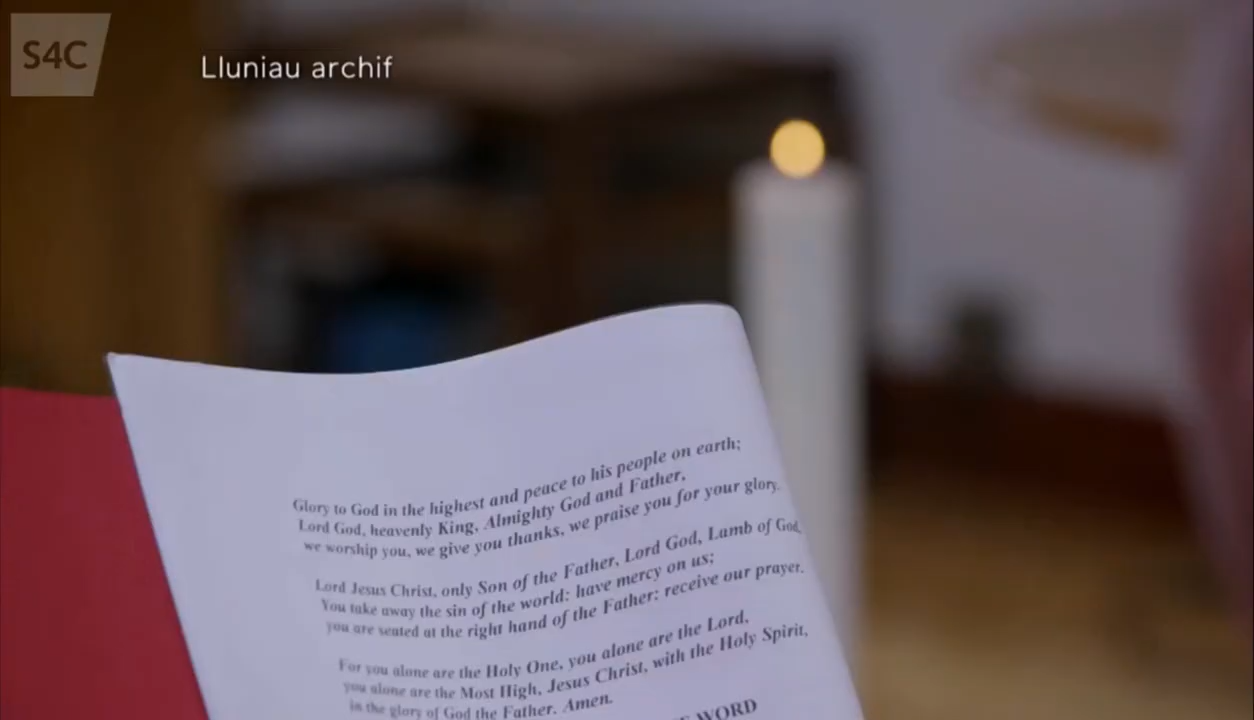 S4C
Lluniau archif
Glory to God in the highest and peace to his people on earth;
Lord God, heavenly King, Almighty God and Father,
we worship you, we give you thanks, we praise you for your glory.
Lord Jesus Christ, only Son of the Father, Lord God, Lamb of God,
You take away the sin of the world: have mercy on us;
you are seated at the right hand of the Father: receive our prayer.
For you alone are the Holy One, you alone are the Lord,
you alone are the Most High, Jesus Christ, with the Holy Spirit,
in the glory of God the Father. Amen.
WORD